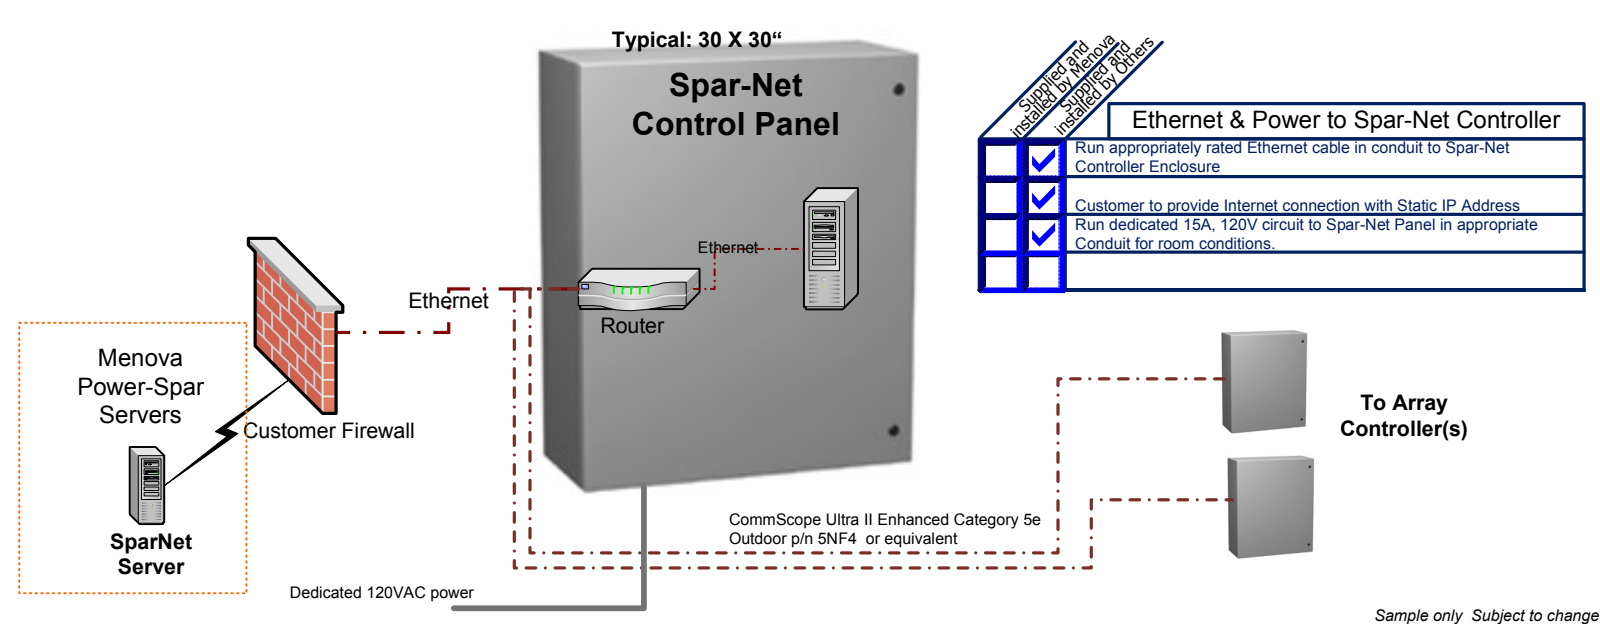 Typical: 30 X 30“
Spar-Net
Control Panel
Supplied and
installed by Menova
Supplied and
installed by Others
Ethernet & Power to Spar-Net Controller
Run appropriately rated Ethernet cable in conduit to Spar-Net
Controller Enclosure
Customer to provide Internet connection with Static IP Address
Run dedicated 15A, 120V circuit to Spar-Net Panel in appropriate
Conduit for room conditions.
Ethernet
Ethernet
Router
Menova
Power-Spar
Servers
Customer Firewall
SparNet
Server
To Array
Controller(s)
CommScope Ultra II Enhanced Category 5e
Outdoor p/n 5NF4 or equivalent
Dedicated 120VAC power
Sample only Subject to change